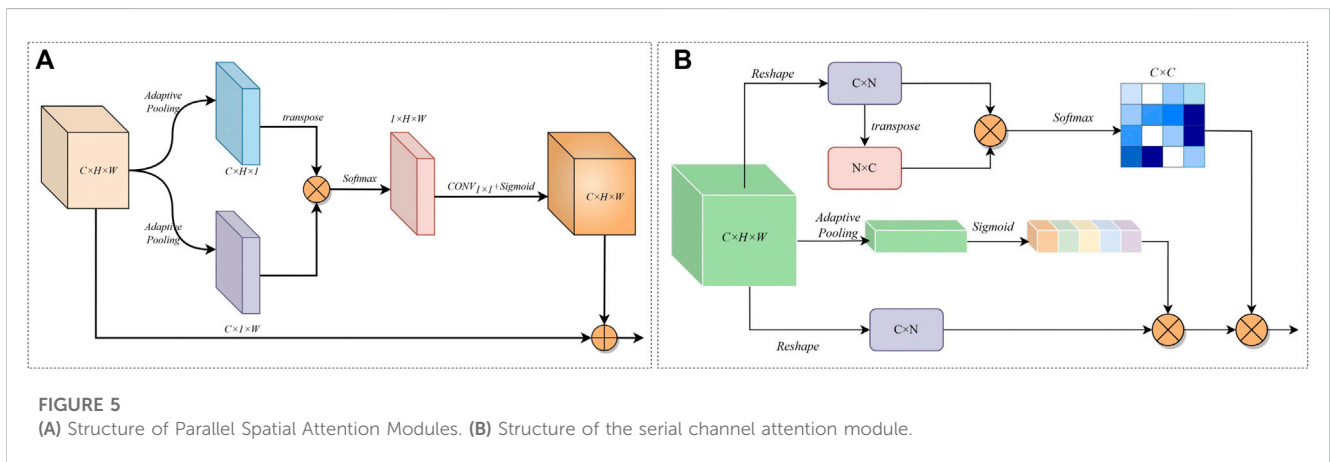 A
Adaptive
Pooling
C×H×W
C×H×1
transpose
1×H×W
Softmax
CONV1×1+Sigmoid
C×H×W
Adaptive
Pooling
C×1×W
B
Reshape
C×N
transpose
N×C
Softmax
C×C
C×H×W
Adaptive
Pooling
Sigmoid
Reshape
C×N
FIGURE 5
(A) Structure of Parallel Spatial Attention Modules. (B) Structure of the serial channel attention module.